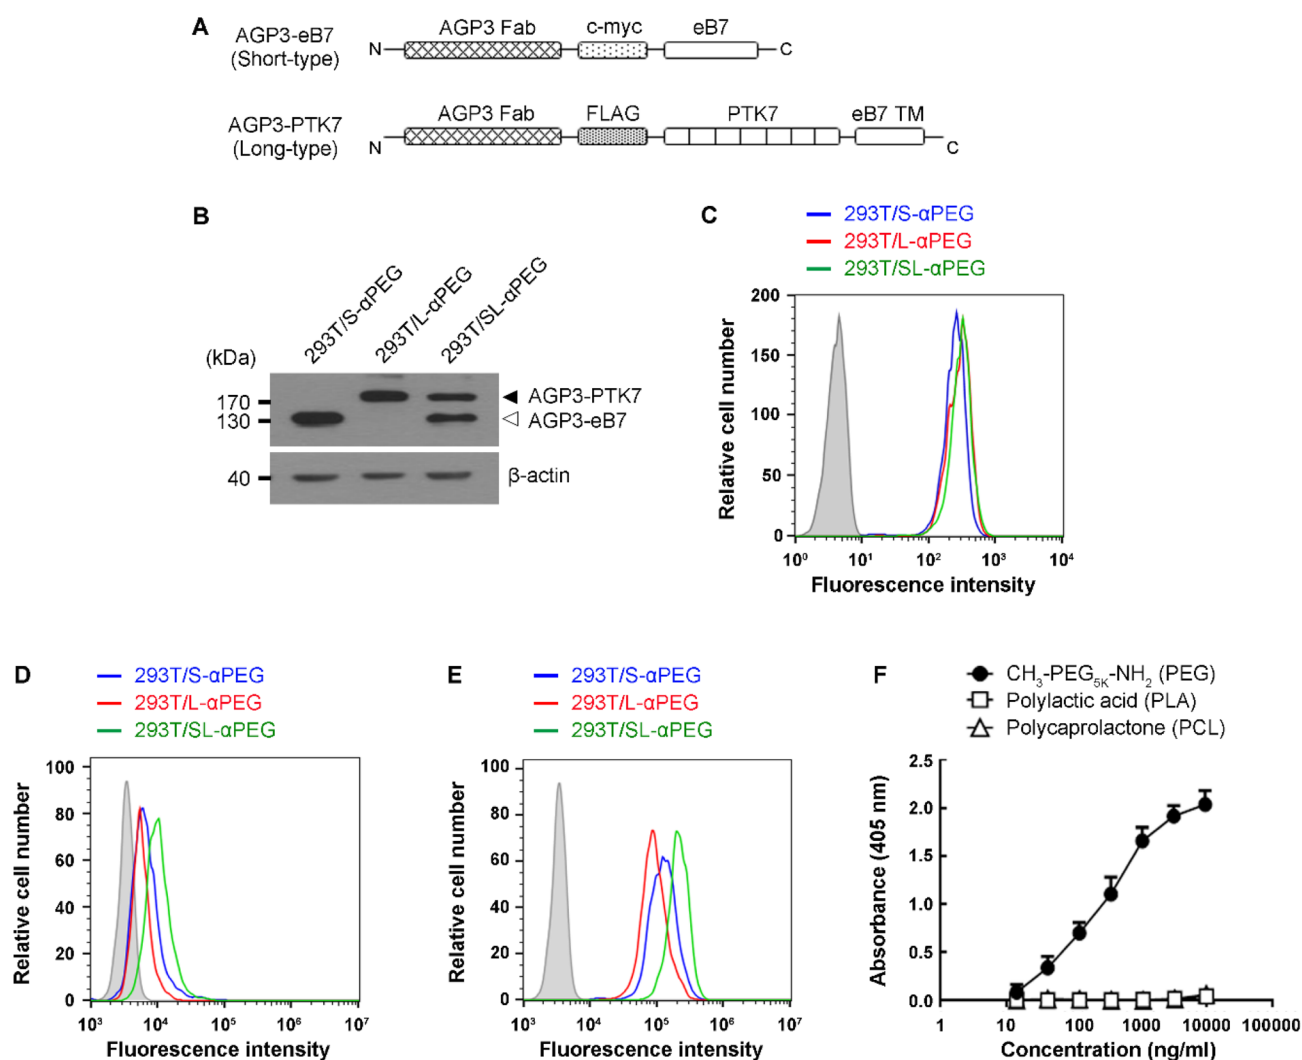 A
AGP3-eB7
(Short-type)
N
AGP3 Fab
c-myc
eB7
C
AGP3-PTK7
(Long-type)
N
AGP3 Fab
FLAG
PTK7
eB7 TM
C
B
293T/S-αPEG
293T/L-αPEG
293T/SL-αPEG
(kDa)
170
130
40
AGP3-PTK7
AGP3-eB7
β-actin
C
293T/S-αPEG
293T/L-αPEG
293T/SL-αPEG
Relative cell number
200
150
100
50
0
10⁰ 10¹ 10² 10³ 10⁴
Fluorescence intensity
D
293T/S-αPEG
293T/L-αPEG
293T/SL-αPEG
Relative cell number
100
80
60
40
20
0
10³ 10⁴ 10⁵ 10⁶ 10⁷
Fluorescence intensity
E
293T/S-αPEG
293T/L-αPEG
293T/SL-αPEG
Relative cell number
100
80
60
40
20
0
10³ 10⁴ 10⁵ 10⁶ 10⁷
Fluorescence intensity
F
CH₃-PEG₅ₖ-NH₂ (PEG)
Polylactic acid (PLA)
Polycaprolactone (PCL)
Absorbance (405 nm)
2.5
2.0
1.5
1.0
0.5
0.0
1 10 100 1000 10000 100000
Concentration (ng/ml)